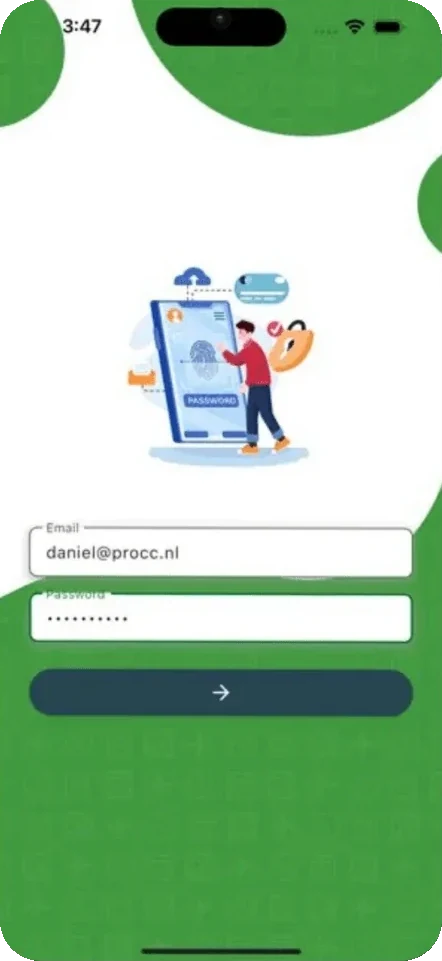 3:47
PASSWORD
Email
daniel@procc.nl
Password
••••••••••
→